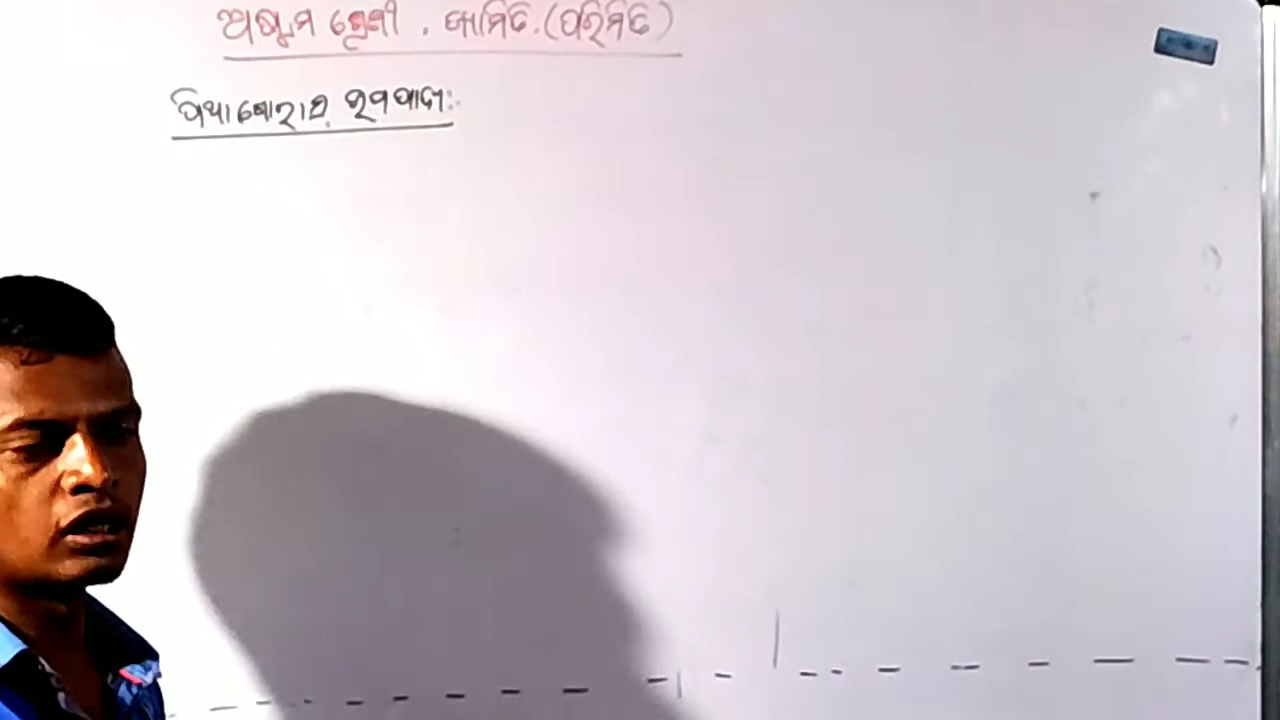 ଅଷ୍ଟମ ଶ୍ରେଣୀ . ଜ୍ୟାମିତି. (ପରିମିତି)
ପିଥାଗୋରାସ୍ ଉପପାଦ୍ୟ: